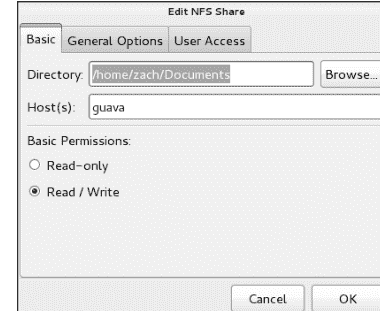 Edit NFS Share
Basic General Options User Access
Directory: /home/zach/Documents Browse...
Host(s): guava
Basic Permissions:
Read-only
Read / Write
Cancel OK